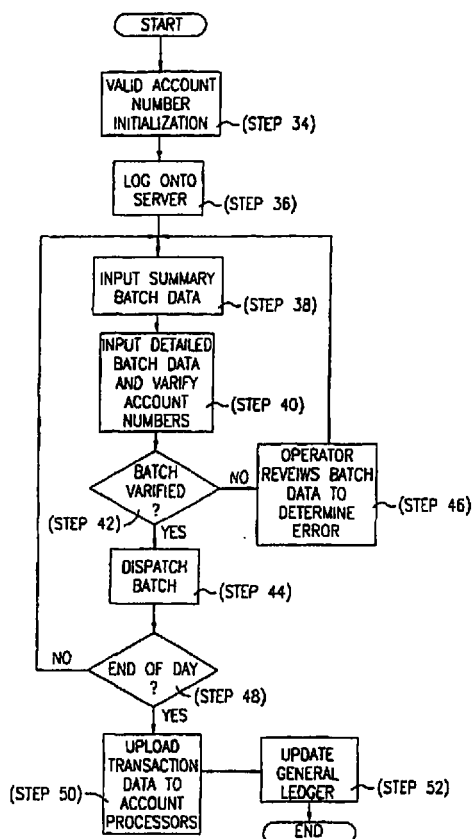 START
VALID ACCOUNT
NUMBER
INITIALIZATION
(STEP 34)
LOG ONTO
SERVER
(STEP 36)
INPUT SUMMARY
BATCH DATA
(STEP 38)
INPUT DETAILED
BATCH DATA
AND VARIFY
ACCOUNT
NUMBERS
(STEP 40)
BATCH
VARIFIED
?
(STEP 42)
NO
YES
OPERATOR
REVEIWS BATCH
DATA TO
DETERMINE
ERROR
(STEP 46)
DISPATCH
BATCH
(STEP 44)
NO
END OF DAY
?
(STEP 48)
YES
UPLOAD
TRANSACTION
DATA TO
ACCOUNT
PROCESSORS
(STEP 50)
UPDATE
GENERAL
LEDGER
(STEP 52)
END